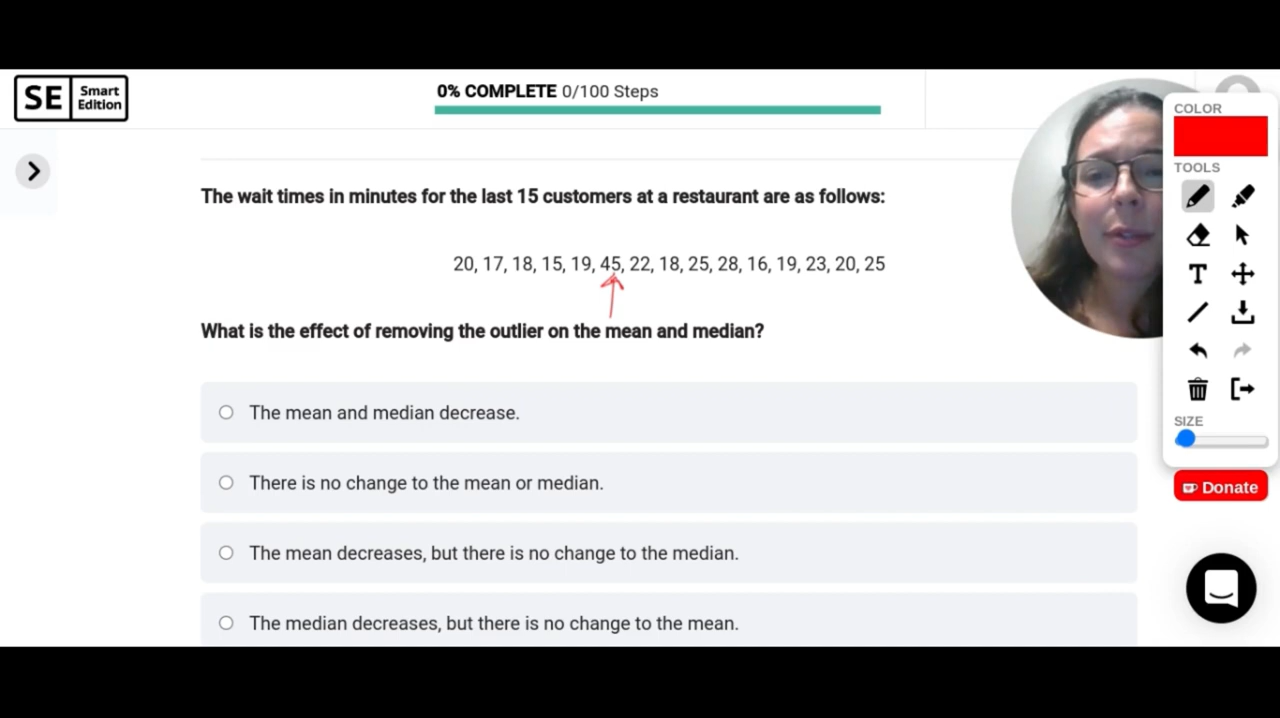 SE Smart Edition
0% COMPLETE 0/100 Steps
COLOR
TOOLS
T
SIZE
Donate
The wait times in minutes for the last 15 customers at a restaurant are as follows:
20, 17, 18, 15, 19, 45, 22, 18, 25, 28, 16, 19, 23, 20, 25
What is the effect of removing the outlier on the mean and median?
The mean and median decrease.
There is no change to the mean or median.
The mean decreases, but there is no change to the median.
The median decreases, but there is no change to the mean.